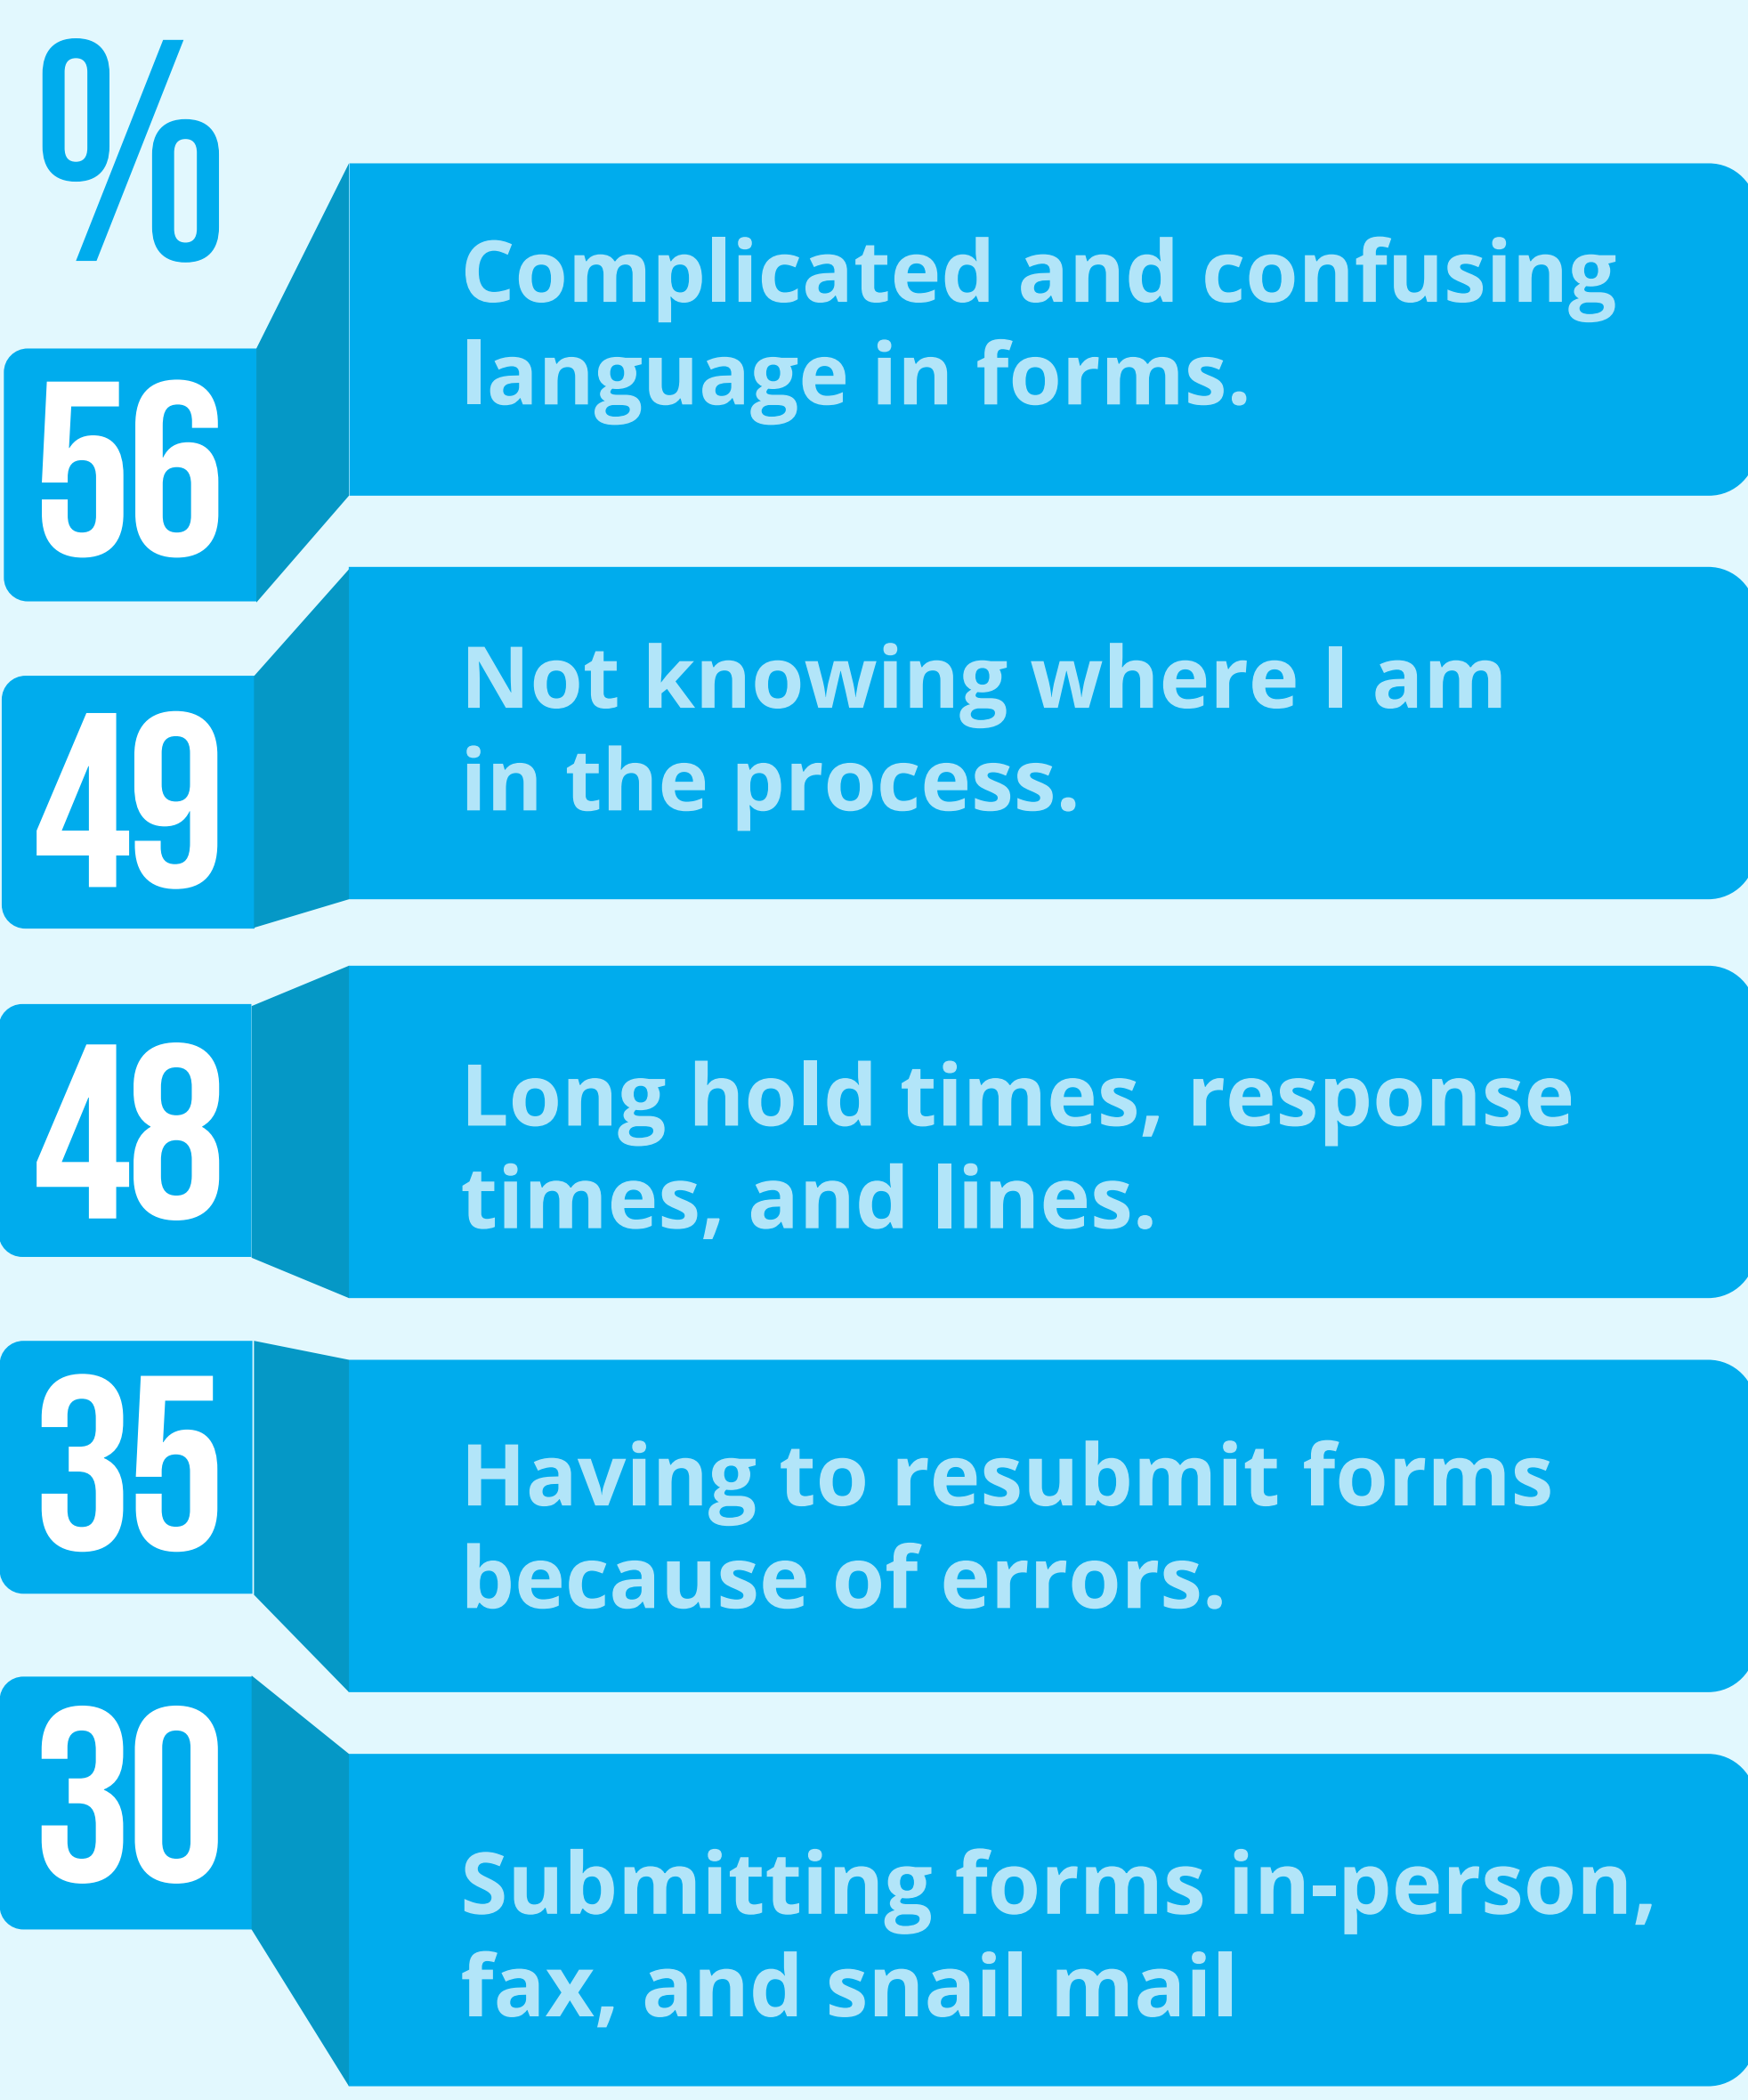 %
56
Complicated and confusing
language in forms.
49
Not knowing where I am
in the process.
48
Long hold times, response
times, and lines.
35
Having to resubmit forms
because of errors.
30
Submitting forms in-person,
fax, and snail mail